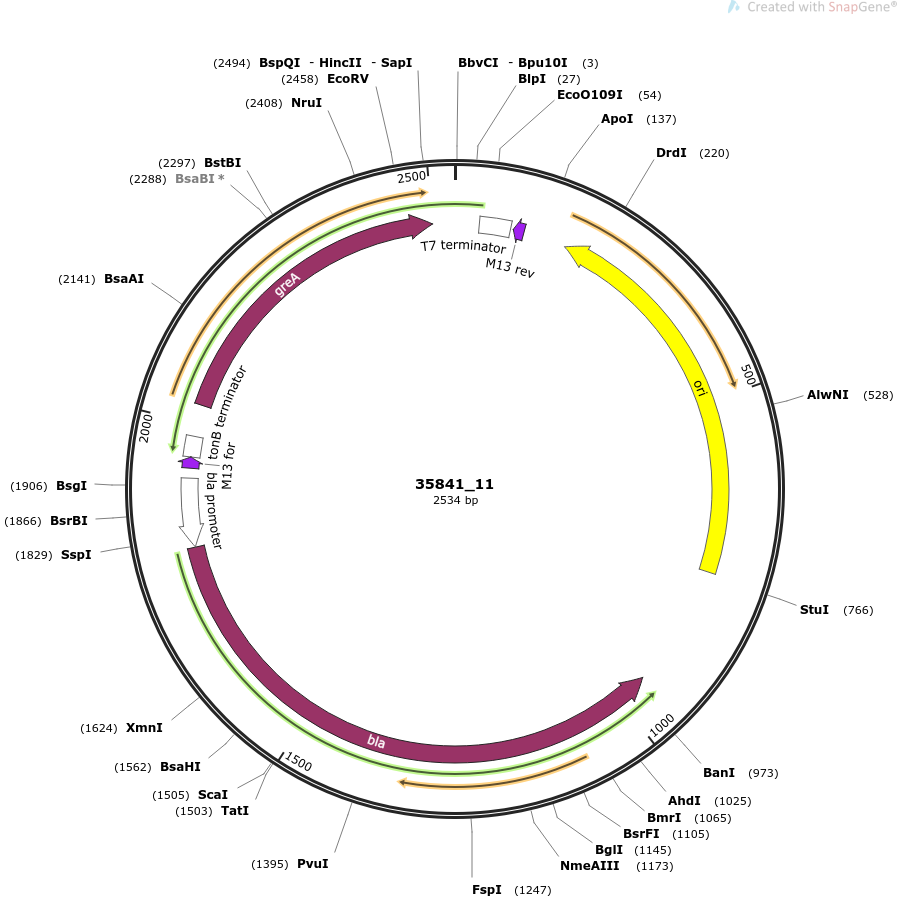 Created with SnapGene®
(2494) BspQI - HincII - SapI
BbvCI - Bpu10I (3)
(2458) EcoRV
BlpI (27)
(2408) NruI
EcoO109I (54)
ApoI (137)
(2297) BstBI
DrdI (220)
(2288) BsaBI *
2500
T7 terminator
M13 rev
(2141) BsaAI
greA
500
ori
AlwNI (528)
2000
tonB terminator
M13 for
bla promoter
(1906) BsgI
35841_11
2534 bp
(1866) BsrBI
(1829) SspI
StuI (766)
(1624) XmnI
1000
bla
1500
(1562) BsaHI
BanI (973)
(1505) ScaI
AhdI (1025)
(1503) TatI
BmrI (1065)
BsrFI (1105)
BglI (1145)
(1395) PvuI
NmeAIII (1173)
FspI (1247)